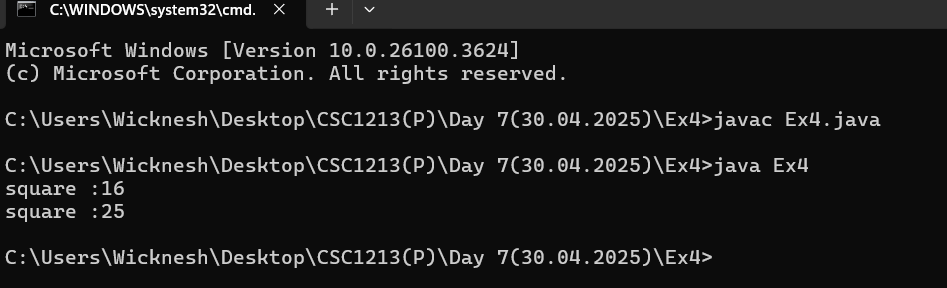 C:\WINDOWS\system32\cmd.
Microsoft Windows [Version 10.0.26100.3624]
(c) Microsoft Corporation. All rights reserved.
C:\Users\Wicknesh\Desktop\CSC1213(P)\Day 7(30.04.2025)\Ex4>javac Ex4.java
C:\Users\Wicknesh\Desktop\CSC1213(P)\Day 7(30.04.2025)\Ex4>java Ex4
square :16
square :25
C:\Users\Wicknesh\Desktop\CSC1213(P)\Day 7(30.04.2025)\Ex4>